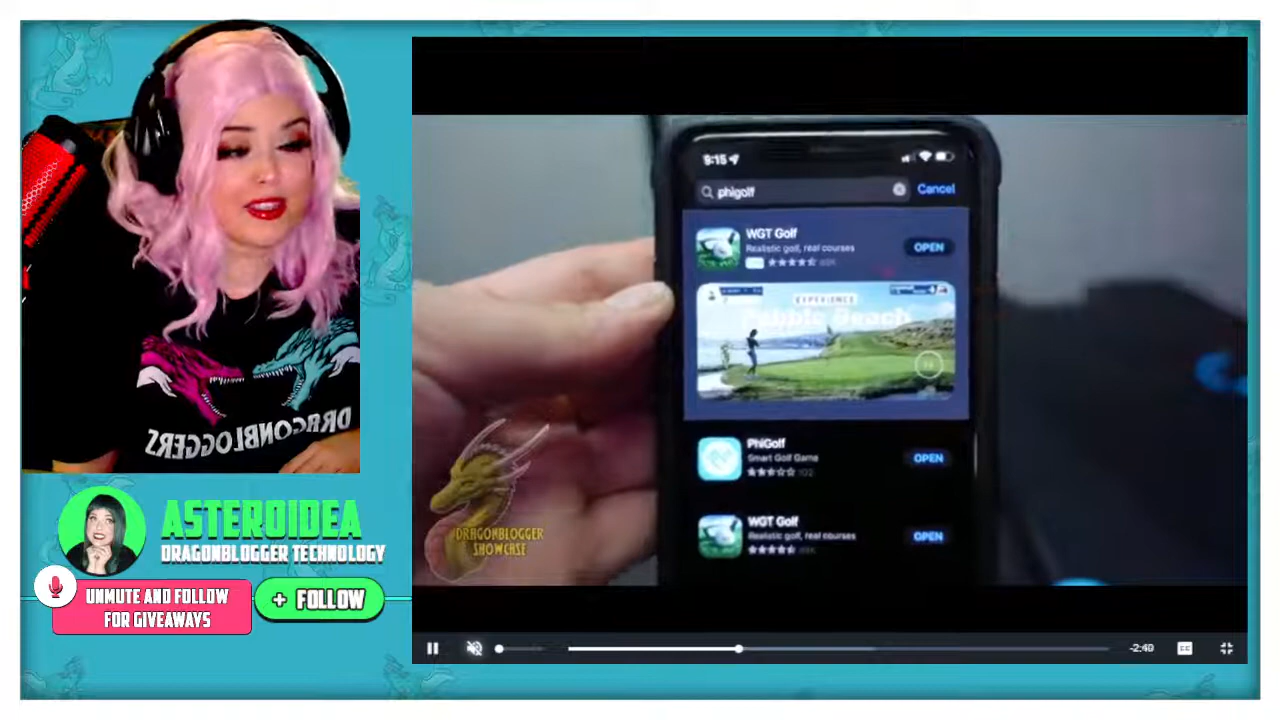 DRAGONBLOGGERS
ASTEROIDEA
DRAGONBLOGGER TECHNOLOGY
UNMUTE AND FOLLOW
FOR GIVEAWAYS
+ FOLLOW
9:15
phigolf
Cancel
WGT Golf
Realistic golf, real courses
OPEN
EXPERIENCE
Pebble Beach
PhiGolf
Smart Golf Game
OPEN
102
WGT Golf
Realistic golf, real courses
OPEN
DRAGONBLOGGER
SHOWCASE
-2:49
CC